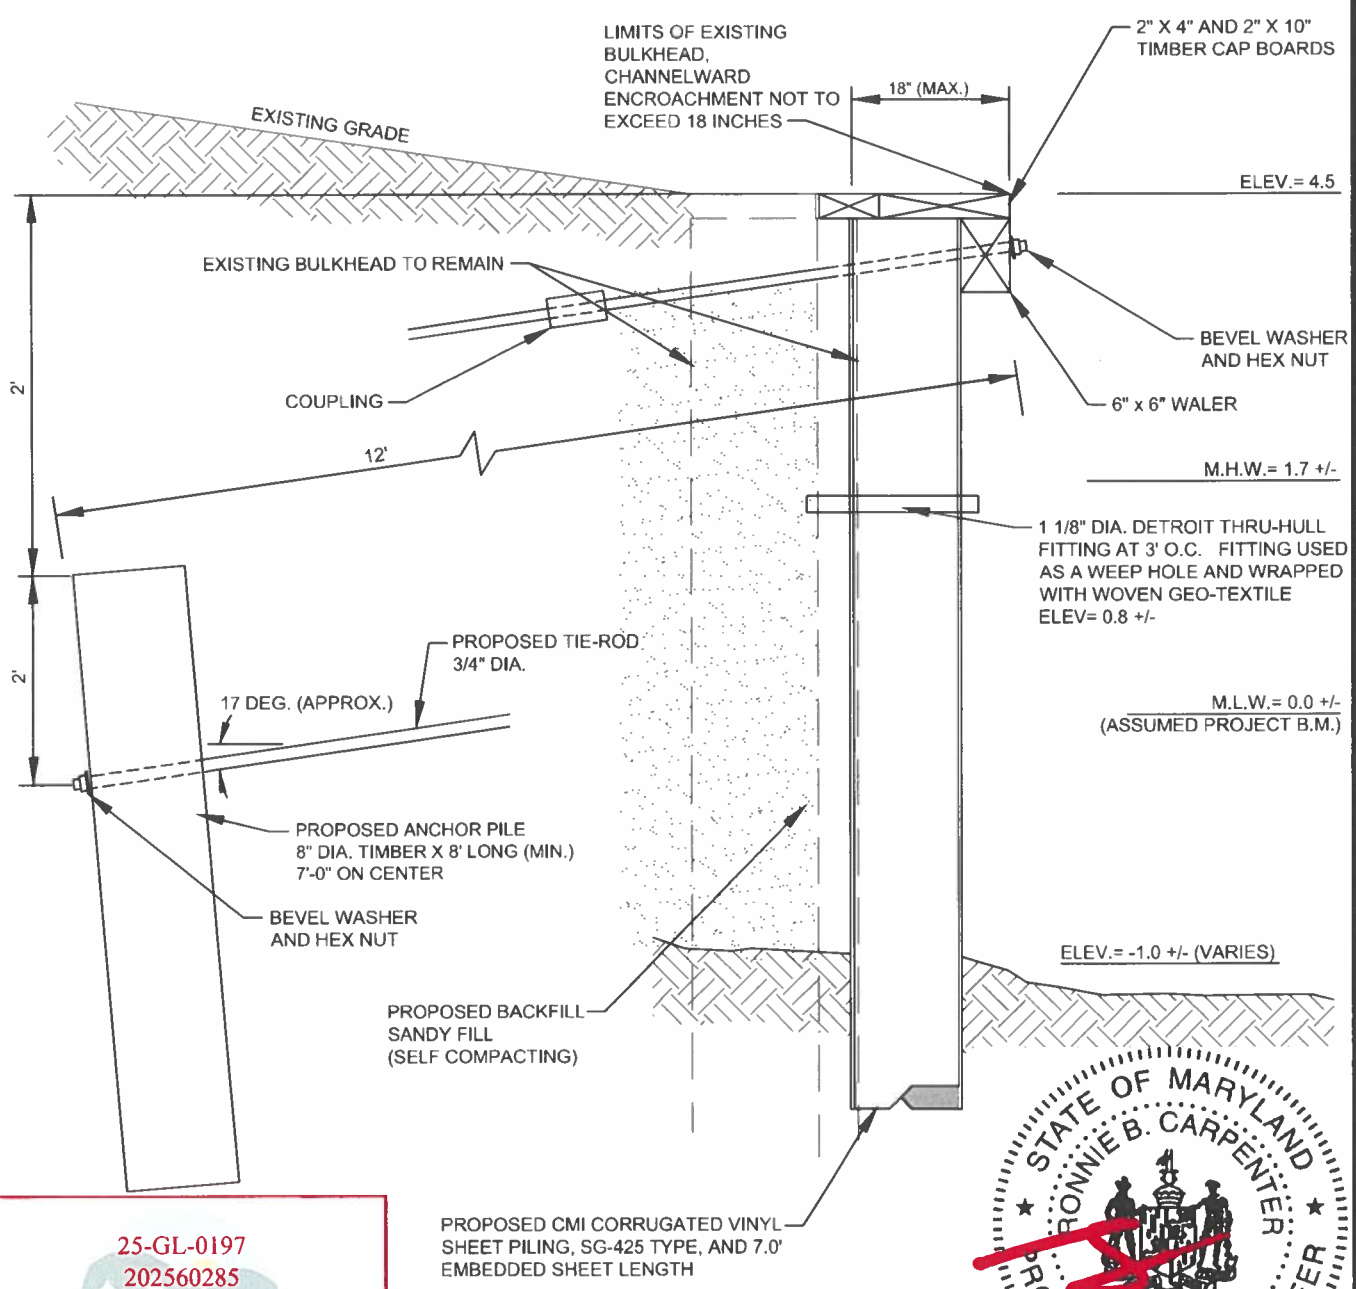 LIMITS OF EXISTING
BULKHEAD,
CHANNELWARD
ENCROACHMENT NOT TO
EXCEED 18 INCHES
18" (MAX.)
2" X 4" AND 2" X 10"
TIMBER CAP BOARDS
EXISTING GRADE
ELEV.= 4.5
EXISTING BULKHEAD TO REMAIN
BEVEL WASHER
AND HEX NUT
2'
COUPLING
6" x 6" WALER
12'
M.H.W.= 1.7 +/-
1 1/8" DIA. DETROIT THRU-HULL
FITTING AT 3' O.C. FITTING USED
AS A WEEP HOLE AND WRAPPED
WITH WOVEN GEO-TEXTILE
ELEV= 0.8 +/-
2'
PROPOSED TIE-ROD
3/4" DIA.
17 DEG. (APPROX.)
M.L.W.= 0.0 +/-
(ASSUMED PROJECT B.M.)
PROPOSED ANCHOR PILE
8" DIA. TIMBER X 8' LONG (MIN.)
7'-0" ON CENTER
BEVEL WASHER
AND HEX NUT
ELEV.= -1.0 +/- (VARIES)
PROPOSED BACKFILL
SANDY FILL
(SELF COMPACTING)
PROPOSED CMI CORRUGATED VINYL
SHEET PILING, SG-425 TYPE, AND 7.0'
EMBEDDED SHEET LENGTH
STATE OF MARYLAND
RONNIE B. CARPENTER
25-GL-0197
202560285